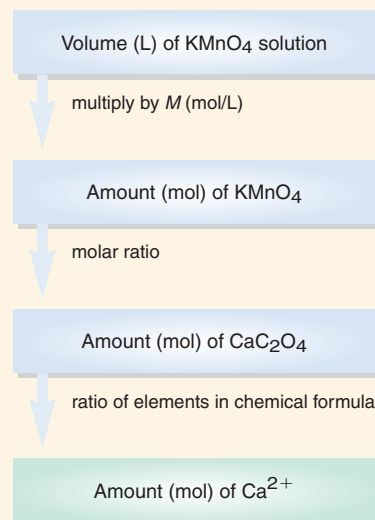 Volume (L) of KMnO₄ solution
multiply by M (mol/L)
Amount (mol) of KMnO₄
molar ratio
Amount (mol) of CaC₂O₄
ratio of elements in chemical formula
Amount (mol) of Ca²⁺